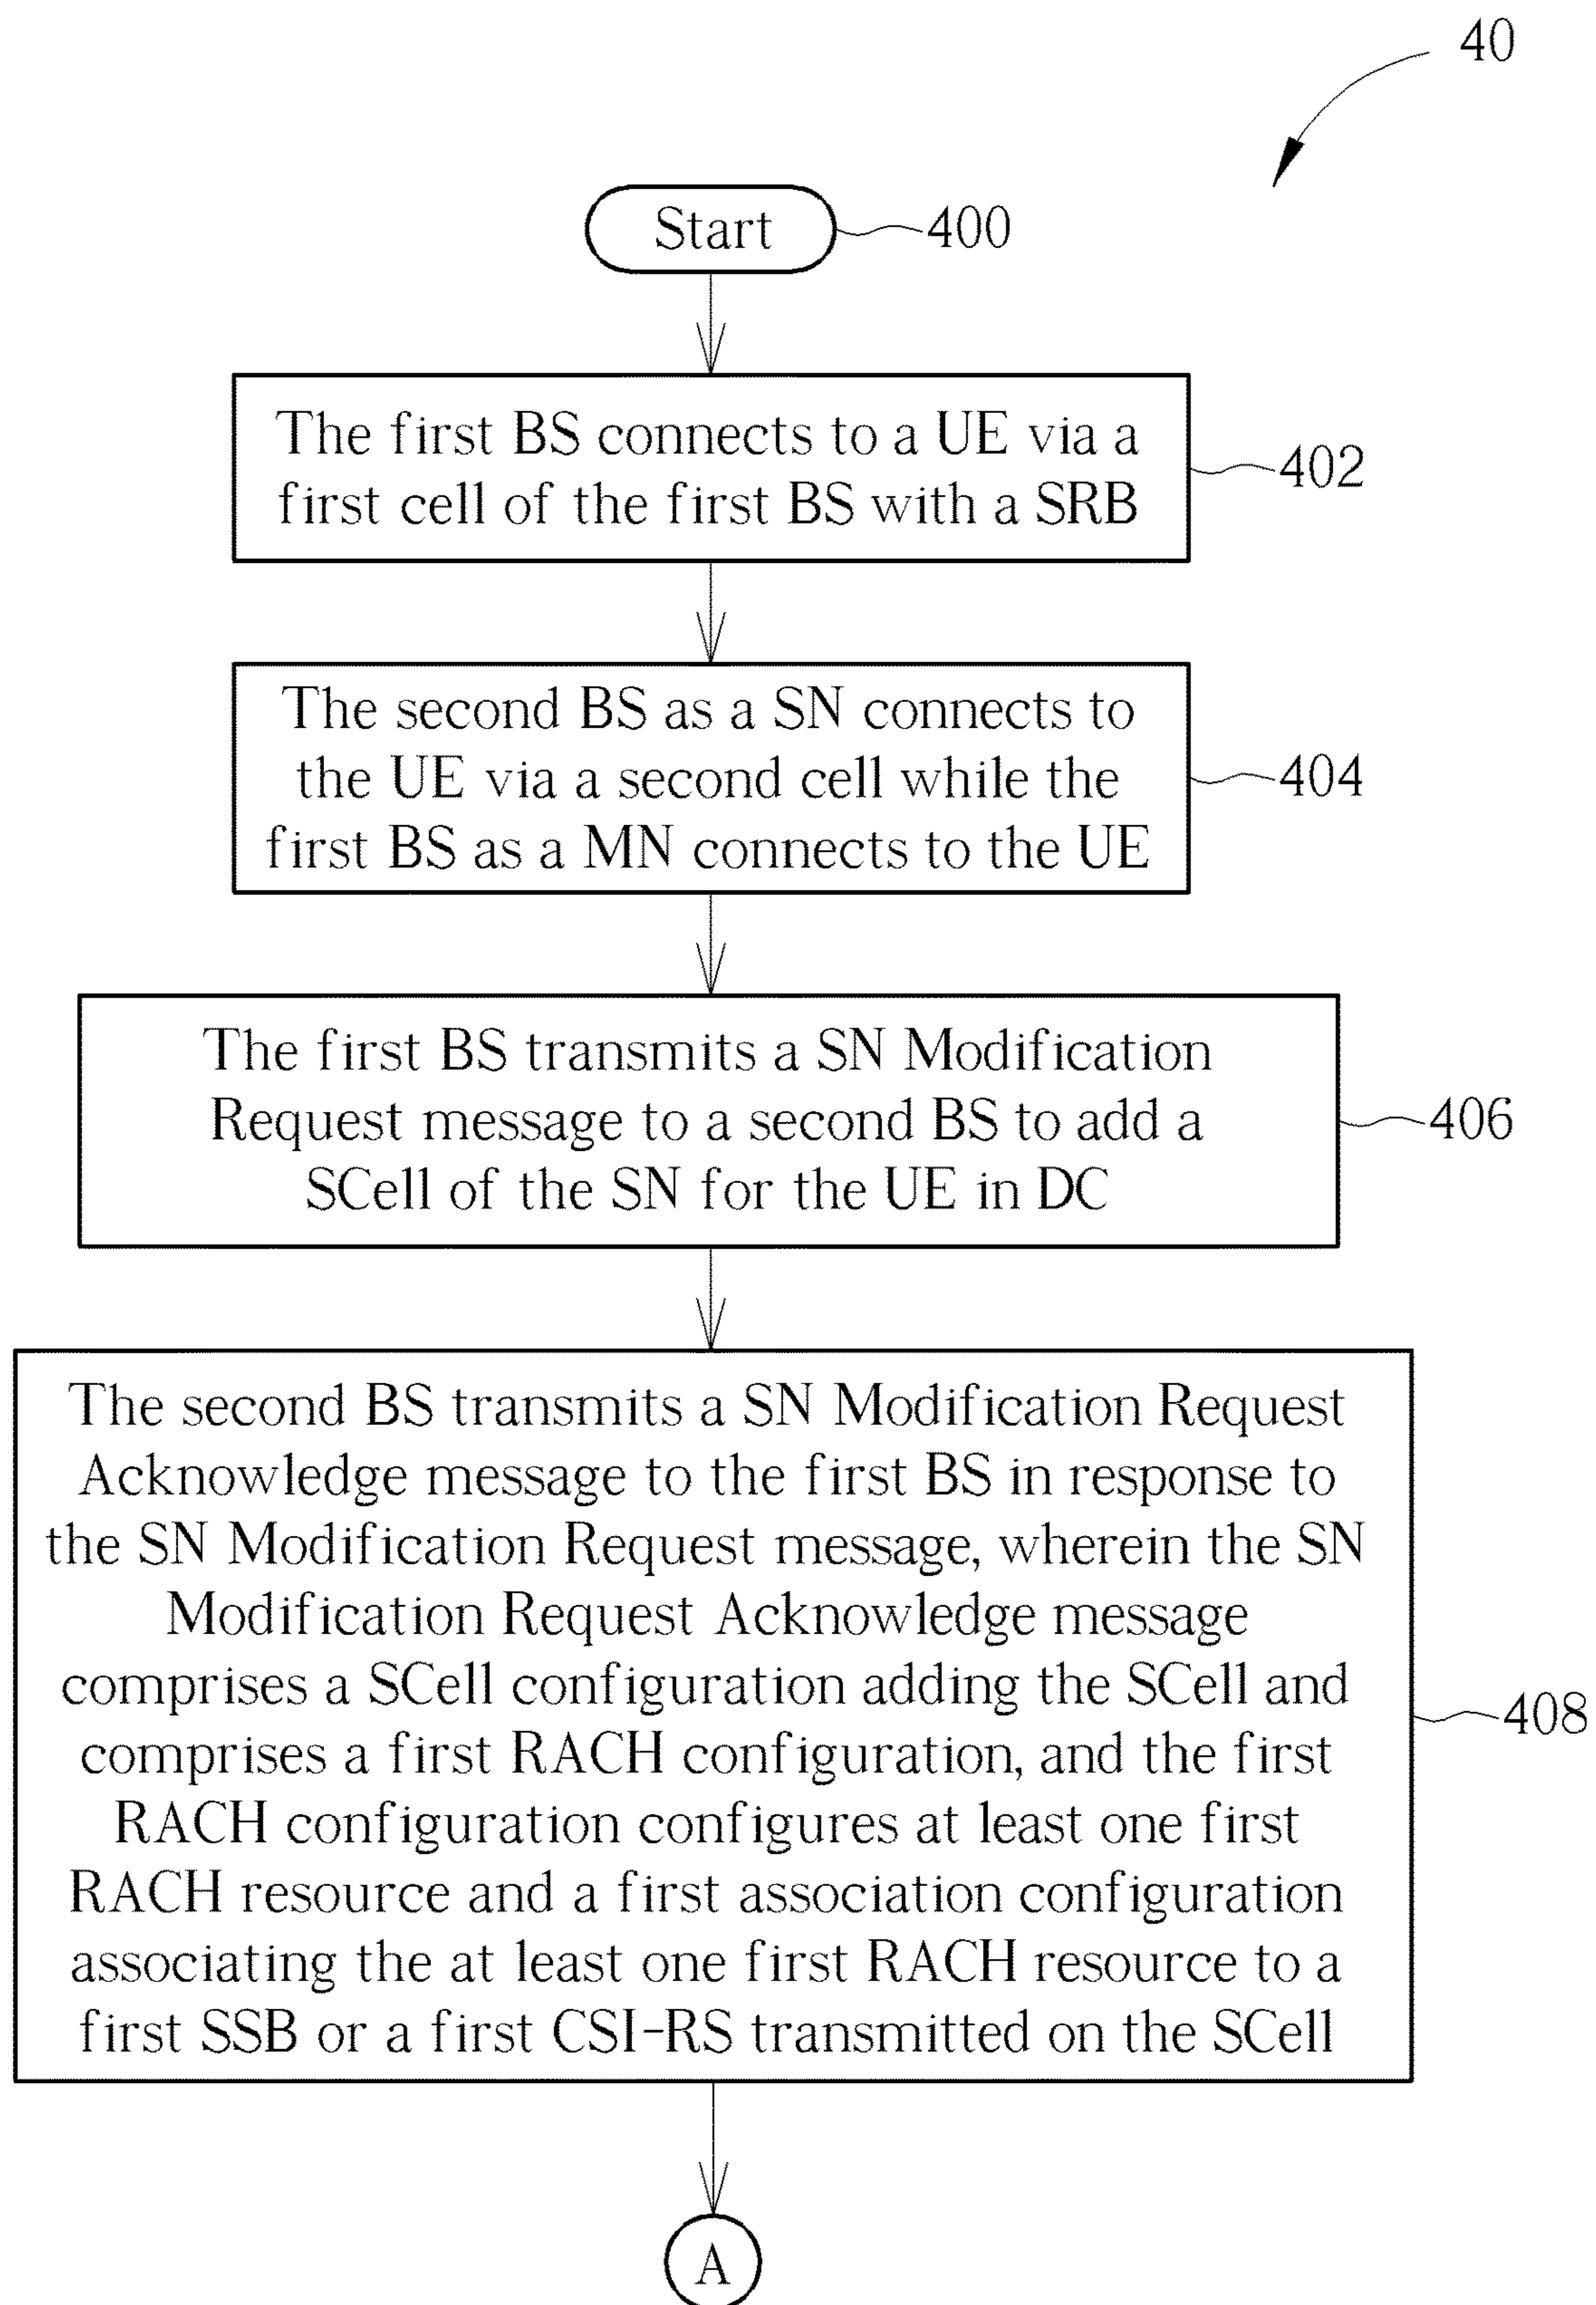 40
Start
400
The first BS connects to a UE via a
first cell of the first BS with a SRB
402
The second BS as a SN connects to
the UE via a second cell while the
first BS as a MN connects to the UE
404
The first BS transmits a SN Modification
Request message to a second BS to add a
SCell of the SN for the UE in DC
406
The second BS transmits a SN Modification Request
Acknowledge message to the first BS in response to
the SN Modification Request message, wherein the SN
Modification Request Acknowledge message
comprises a SCell configuration adding the SCell and
comprises a first RACH configuration, and the first
RACH configuration configures at least one first
RACH resource and a first association configuration
associating the at least one first RACH resource to a
first SSB or a first CSI-RS transmitted on the SCell
408
A